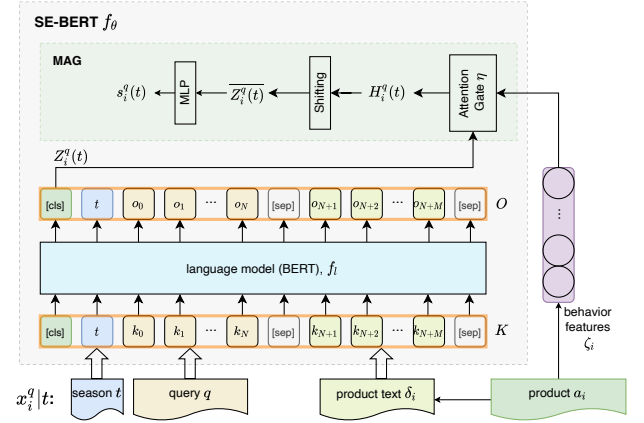 SE-BERT f_θ
MAG
s_i^q(t) MLP \overline{Z_i^q(t)} Shifting H_i^q(t) Attention Gate η
Z_i^q(t)
[cls] t o_0 o_1 ... o_N [sep] o_{N+1} o_{N+2} ... o_{N+M} [sep] O
language model (BERT), f_l
[cls] t k_0 k_1 ... k_N [sep] k_{N+1} k_{N+2} ... k_{N+M} [sep] K
behavior
features
ζ_i
x_i^q|t: season t query q product text δ_i product a_i